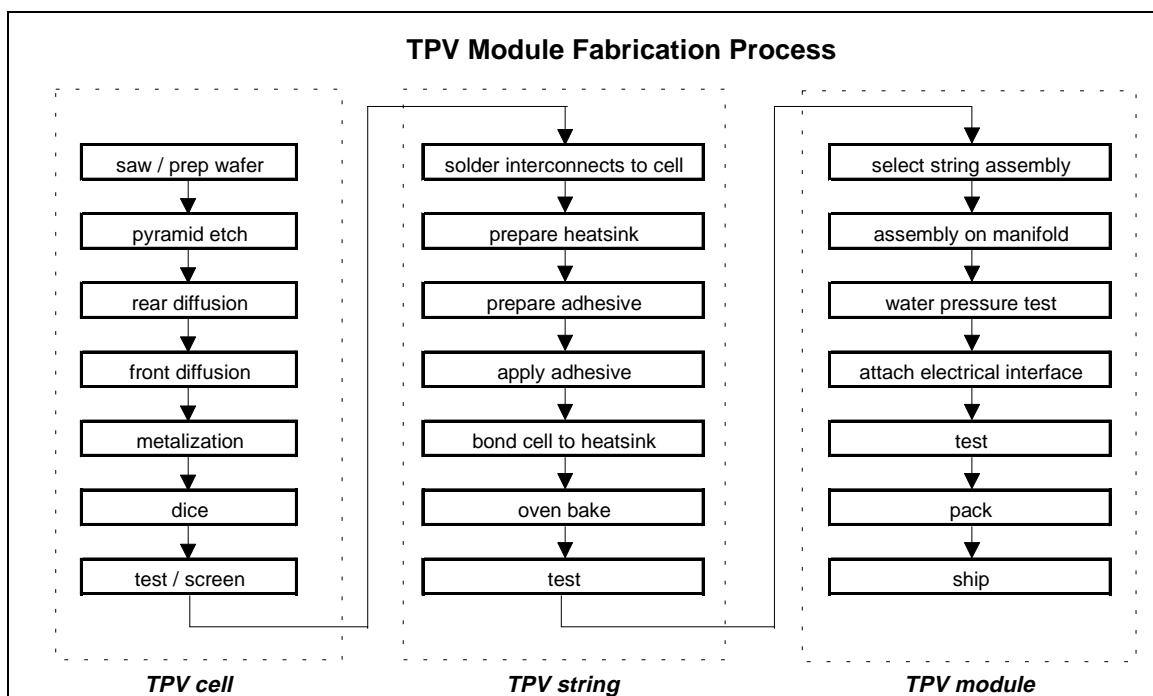 TPV Module Fabrication Process
saw / prep wafer
pyramid etch
rear diffusion
front diffusion
metalization
dice
test / screen
TPV cell
solder interconnects to cell
prepare heatsink
prepare adhesive
apply adhesive
bond cell to heatsink
oven bake
test
TPV string
select string assembly
assembly on manifold
water pressure test
attach electrical interface
test
pack
ship
TPV module